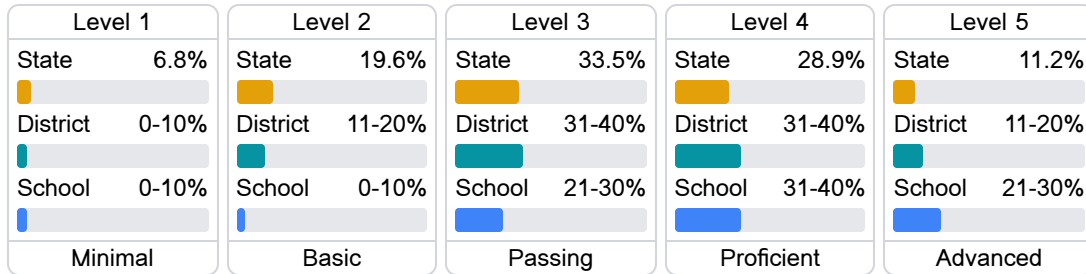 Level 1
State 6.8%
District 0-10%
School 0-10%
Minimal
Level 2
State 19.6%
District 11-20%
School 0-10%
Basic
Level 3
State 33.5%
District 31-40%
School 21-30%
Passing
Level 4
State 28.9%
District 31-40%
School 31-40%
Proficient
Level 5
State 11.2%
District 11-20%
School 21-30%
Advanced